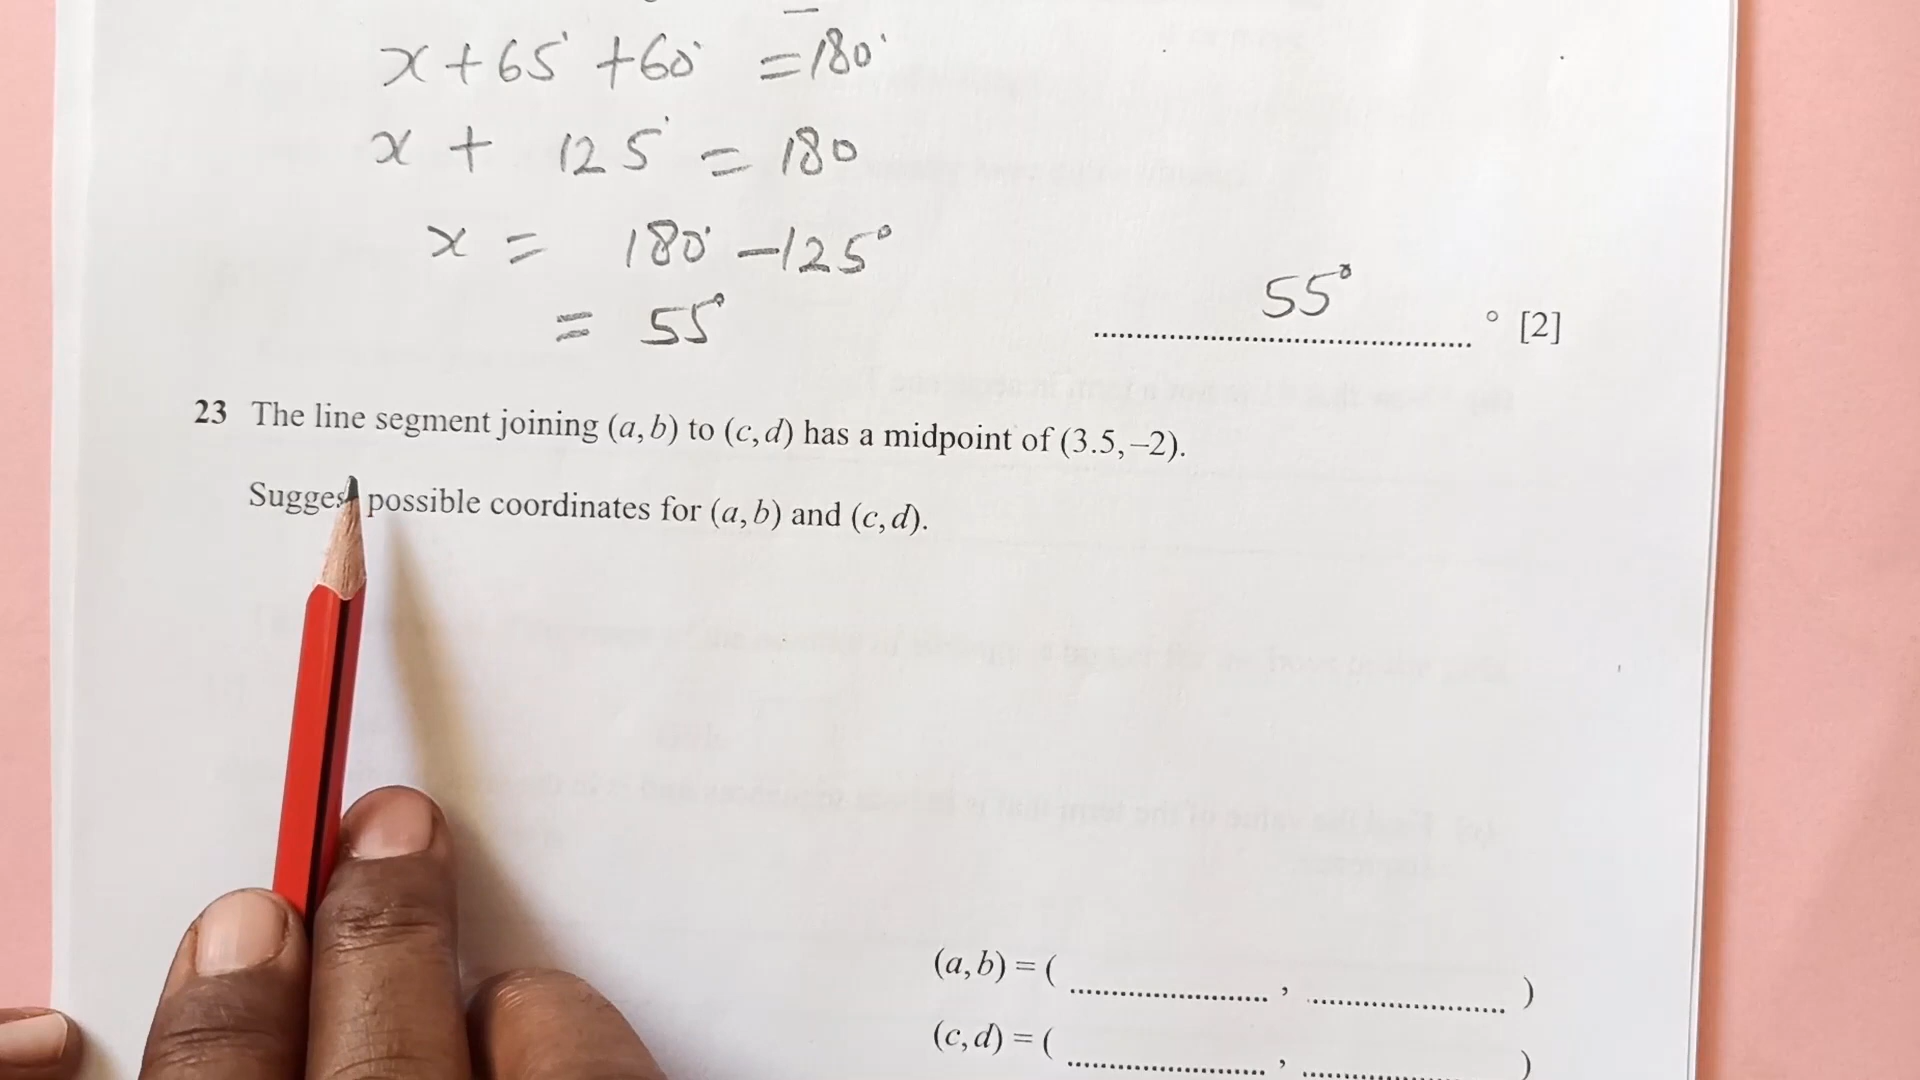 x + 65° + 60° = 180°
x + 125° = 180
x = 180° - 125°
= 55°
55°
° [2]
23 The line segment joining (a, b) to (c, d) has a midpoint of (3.5, –2).
Suggest possible coordinates for (a, b) and (c, d).
(a, b) = ( ........................ , ........................ )
(c, d) = ( ........................ , ........................ )